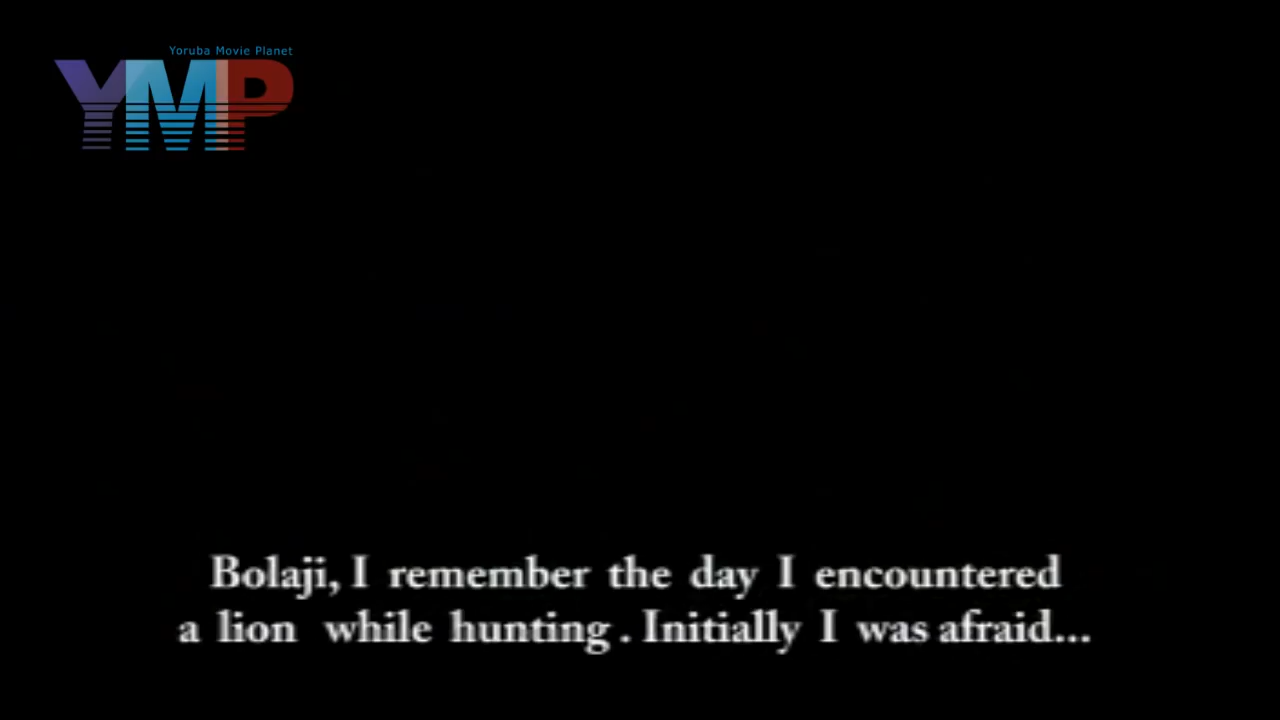 Yoruba Movie Planet
YMP
Bolaji, I remember the day I encountered
a lion while hunting . Initially I was afraid...